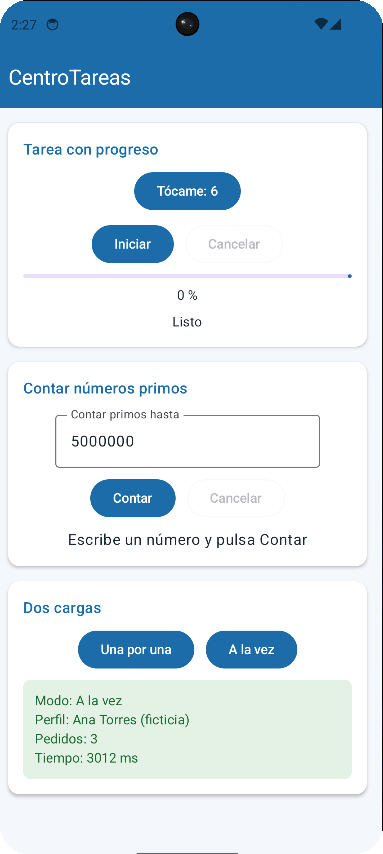 2:27
CentroTareas
Tarea con progreso
Tócame: 6
Iniciar
Cancelar
0 %
Listo
Contar números primos
Contar primos hasta
5000000
Contar
Cancelar
Escribe un número y pulsa Contar
Dos cargas
Una por una
A la vez
Modo: A la vez
Perfil: Ana Torres (ficticia)
Pedidos: 3
Tiempo: 3012 ms